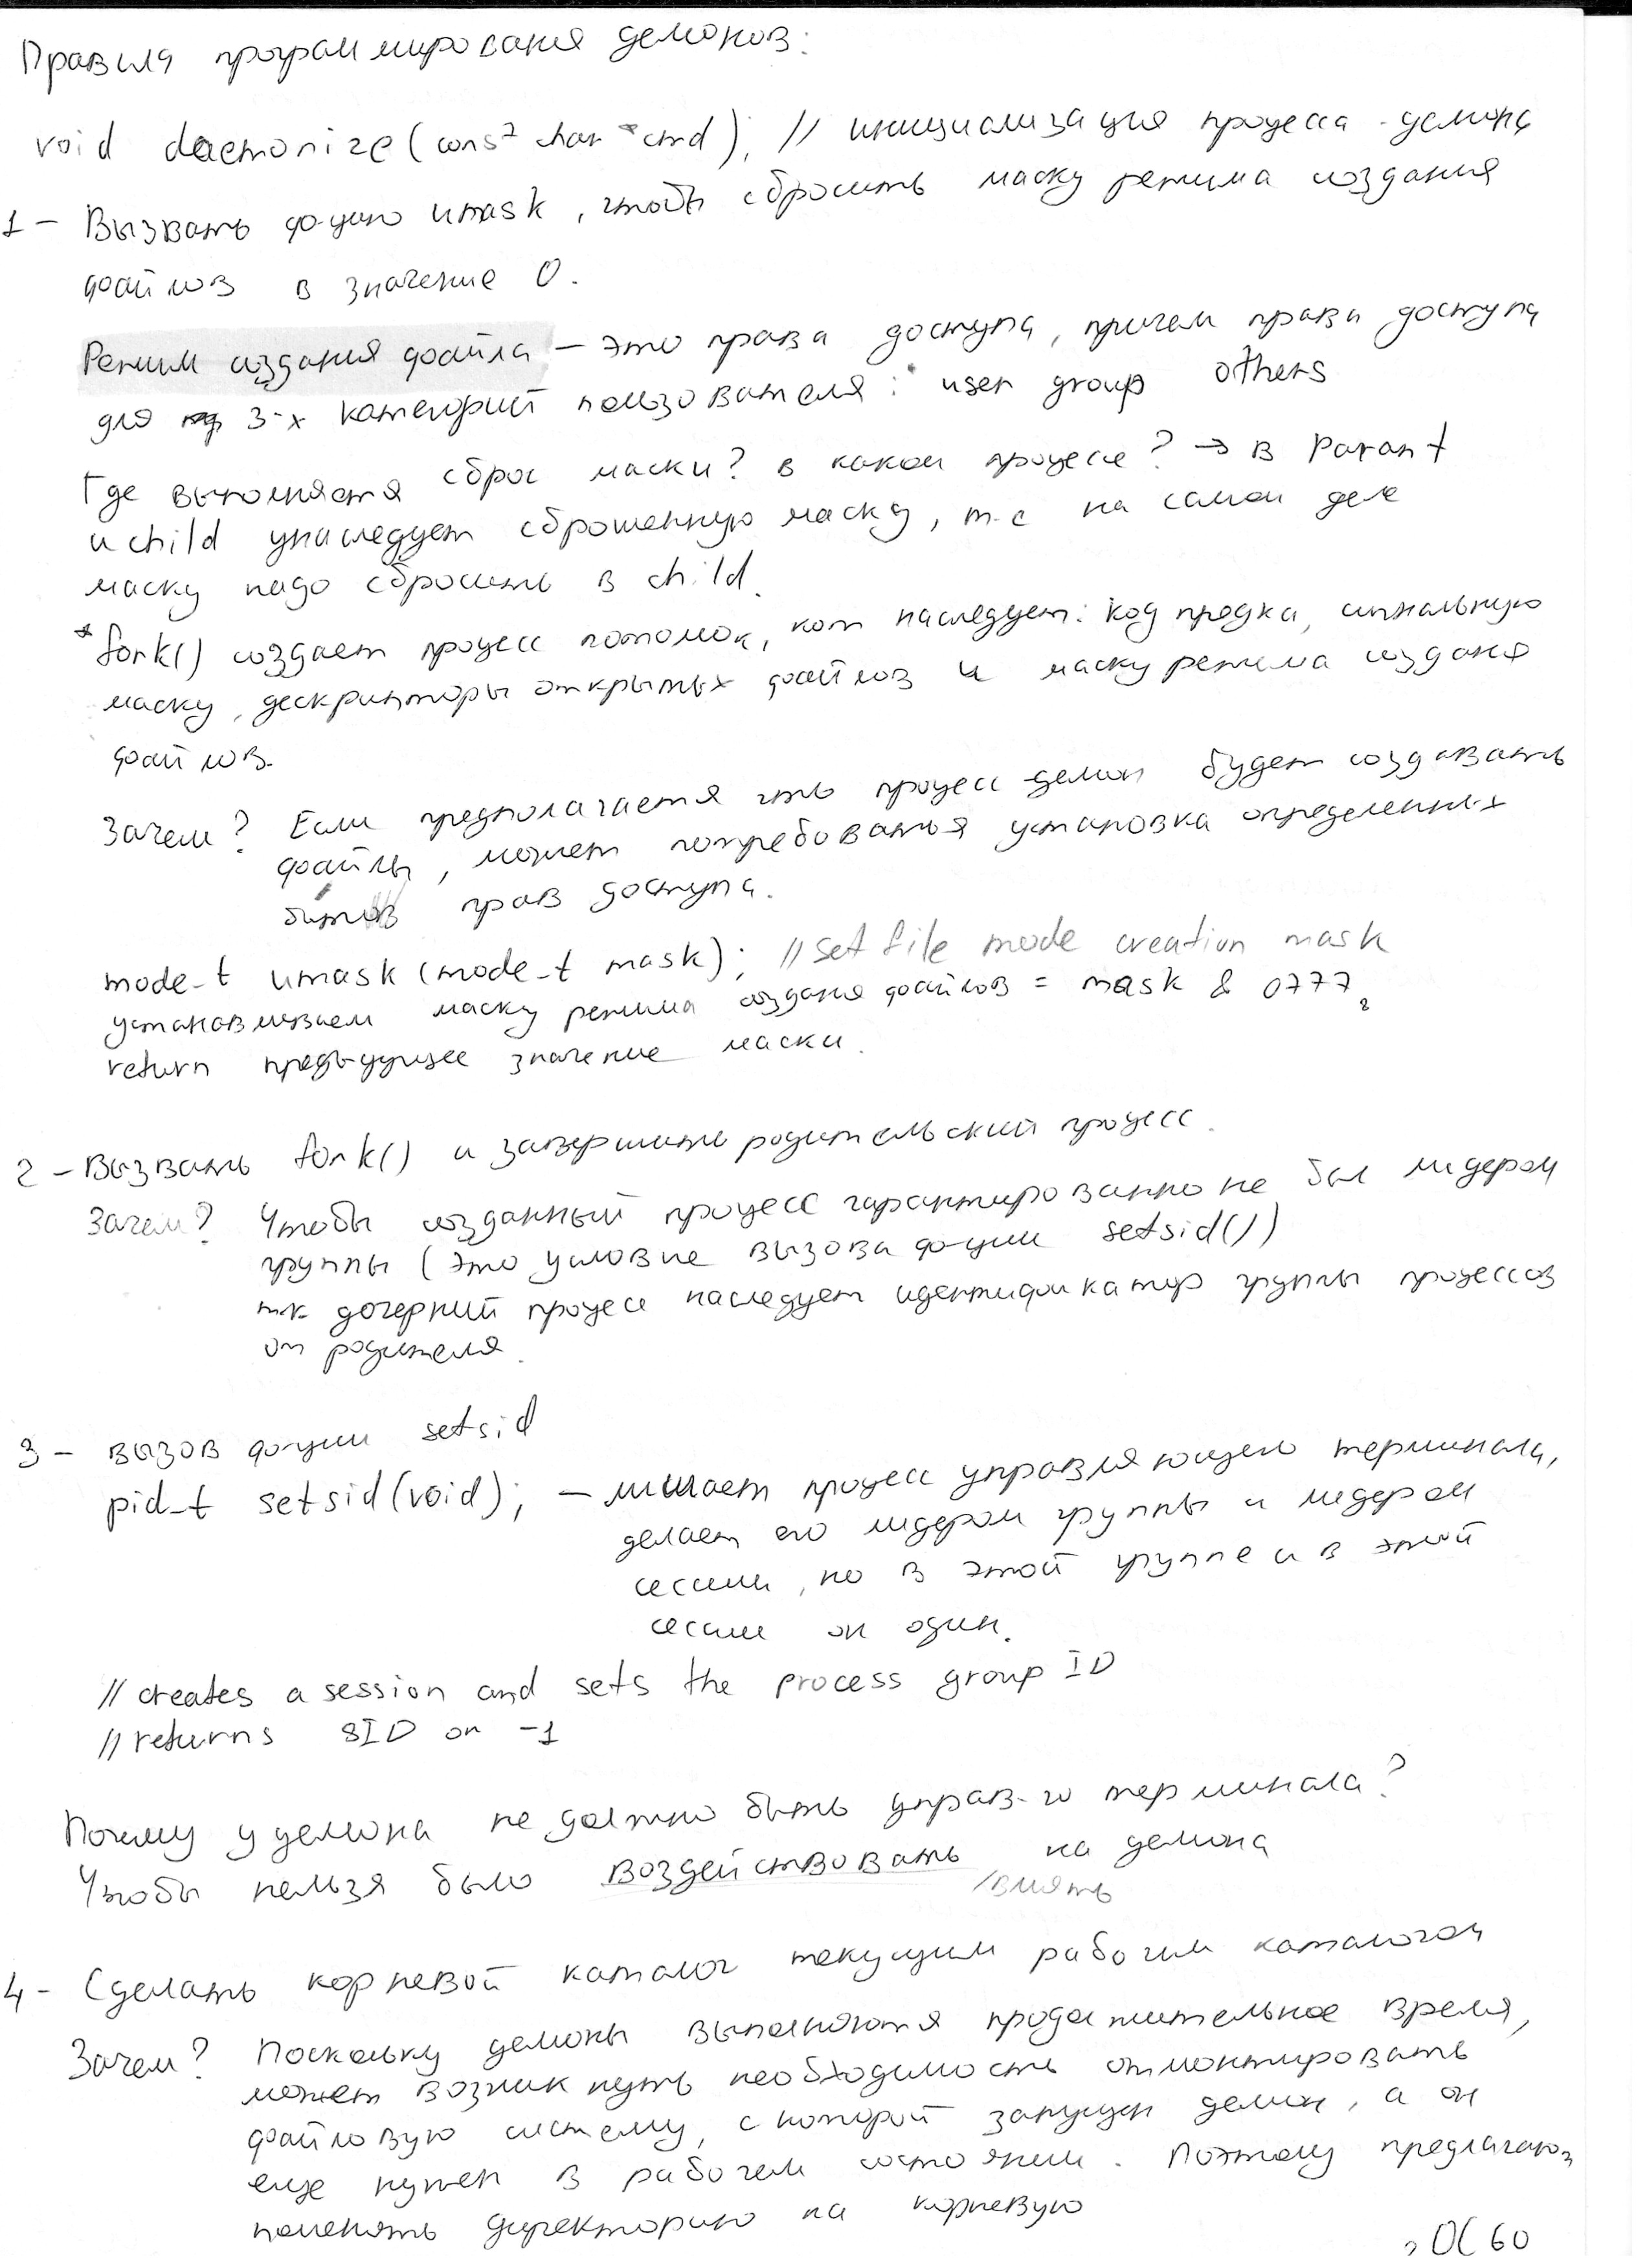 Правила программирования демонов:
void daemonize(const char *cmd); // инициализация процесса-демона
1 - Вызвать ф-цию umask, чтобы сбросить маску режима создания
файлов в значение 0.
Режим создания файла - это права доступа, причем права доступа
для 3-х категорий пользователя: user group others
Где выполняется сброс маски? в какой процессе? → в Parant
и child унаследует сброшенную маску, т.е на самом деле
маску надо сбросить в child.
* fork() создает процесс потомок, кот наследует: код предка, сигнальную
маску, дескрипторы открытых файлов и маску режима создания
файлов.
Зачем? Если предполагается что процесс демон будет создавать
файлы, может потребоваться установка определенных
битов прав доступа.
mode_t umask(mode_t mask); // set file mode creation mask
устанавливаем маску режима создания файлов = mask & 0777
return предыдущее значение маски.
2 - Вызвать fork() и завершить родительский процесс.
Зачем? Чтобы созданный процесс гарантированно не был лидером
группы (это условие вызова ф-ции setsid())
т.к дочерний процесс наследует идентификатор группы процессов
от родителя.
3 - вызов ф-ции setsid
pid_t setsid(void); - лишает процесс управляющего терминала,
делает его лидером группы и лидером
сессии, но в этой группе и в этой
сессии он один.
// creates a session and sets the process group ID
// returns SID or -1
Почему у демона не должно быть управ-го терминала?
Чтобы нельзя было воздействовать на демона
/влиять
4 - Сделать корневой каталог текущим рабочим каталогом
Зачем? Поскольку демоны выполняются продолжительное время,
может возникнуть необходимость отмонтировать
файловую систему, с которой запущен демон, а он
еще нужен в рабочем состоянии. Поэтому предлагают
поменять директорию на корневую
ОС 60